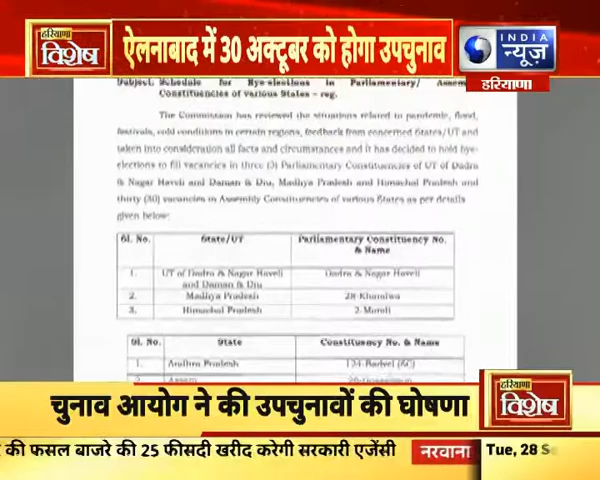 हरियाणा
विशेष
ऐलनाबाद में 30 अक्टूबर को होगा उपचुनाव
INDIA
न्यूज़
हरियाणा
Subject: Schedule for Bye-elections in Parliamentary/ Assem
Constituencies of various States – reg.
The Commission has reviewed the situations related to pandemic, flood,
festivals, cold conditions in certain regions, feedback from concerned States/UT and
taken into consideration all facts and circumstances and it has decided to hold bye-
elections to fill vacancies in three (3) Parliamentary Constituencies of UT of Dadra
& Nagar Haveli and Daman & Diu, Madhya Pradesh and Himachal Pradesh and
thirty (30) vacancies in Assembly Constituencies of various States as per details
given below:
Sl. No. State/UT Parliamentary Constituency No. & Name
1. UT of Dadra & Nagar Haveli and Daman & Diu Dadra & Nagar Haveli
2. Madhya Pradesh 28-Khandwa
3. Himachal Pradesh 2-Mandi
Sl. No. State Constituency No. & Name
1. Andhra Pradesh 124-Badvel (SC)
चुनाव आयोग ने की उपचुनावों की घोषणा
हरियाणा
विशेष
की फसल बाजरे की 25 फीसदी खरीद करेगी सरकारी एजेंसी
नरवाना
Tue, 28 Se